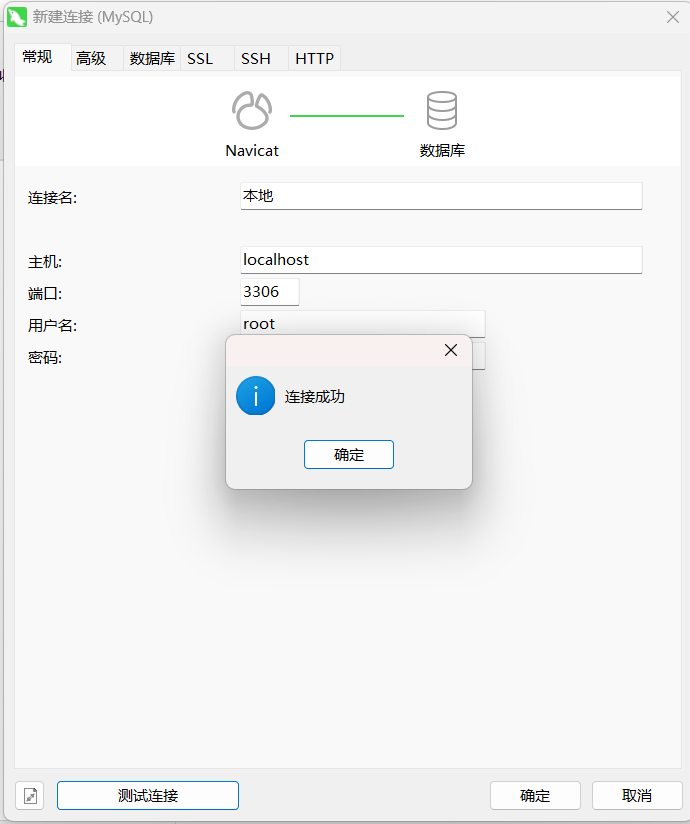 新建连接 (MySQL)
常规 高级 数据库 SSL SSH HTTP
Navicat 数据库
连接名: 本地
主机: localhost
端口: 3306
用户名: root
密码:
连接成功
确定
测试连接 确定 取消